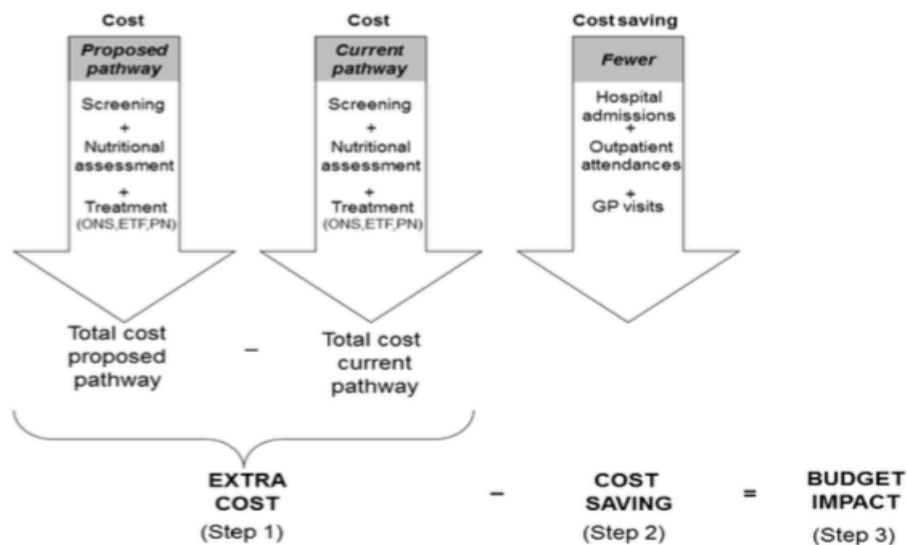 Cost
Proposed
pathway
Screening
+
Nutritional
assessment
+
Treatment
(ONS,ETF,PN)
Total cost
proposed
pathway
–
Cost
Current
pathway
Screening
+
Nutritional
assessment
+
Treatment
(ONS,ETF,PN)
Total cost
current
pathway
Cost saving
Fewer
Hospital
admissions
+
Outpatient
attendances
+
GP visits
EXTRA
COST
(Step 1)
–
COST
SAVING
(Step 2)
=
BUDGET
IMPACT
(Step 3)